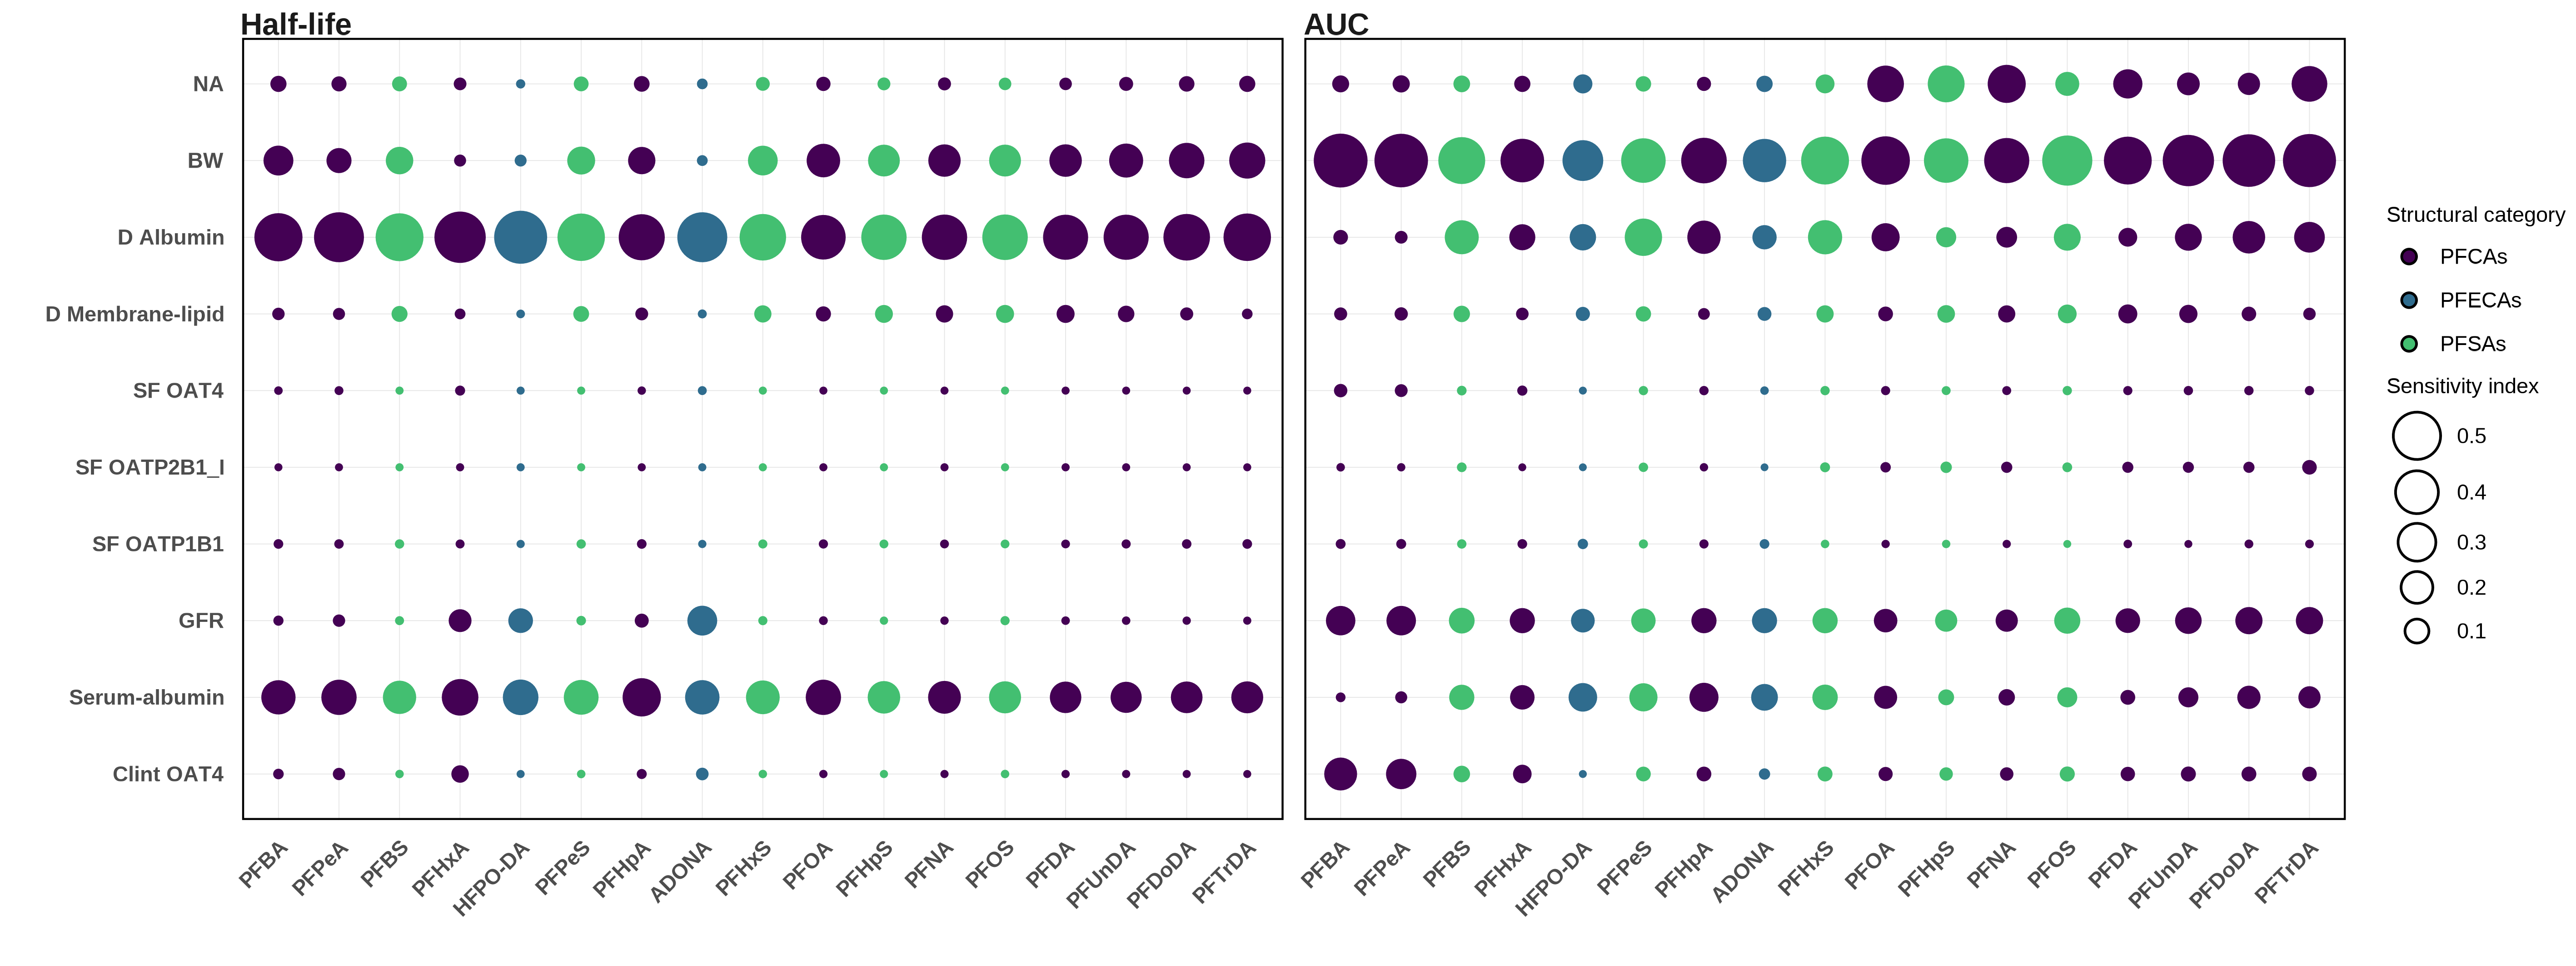 Half-life
AUC
NA
BW
D Albumin
D Membrane-lipid
SF OAT4
SF OATP2B1_I
SF OATP1B1
GFR
Serum-albumin
Clint OAT4
PFBA
PFPeA
PFBS
PFHxA
HFPO-DA
PFPeS
PFHpA
ADONA
PFHxS
PFOA
PFHpS
PFNA
PFOS
PFDA
PFUnDA
PFDoDA
PFTrDA
PFBA
PFPeA
PFBS
PFHxA
HFPO-DA
PFPeS
PFHpA
ADONA
PFHxS
PFOA
PFHpS
PFNA
PFOS
PFDA
PFUnDA
PFDoDA
PFTrDA
Structural category
PFCAs
PFECAs
PFSAs
Sensitivity index
0.5
0.4
0.3
0.2
0.1